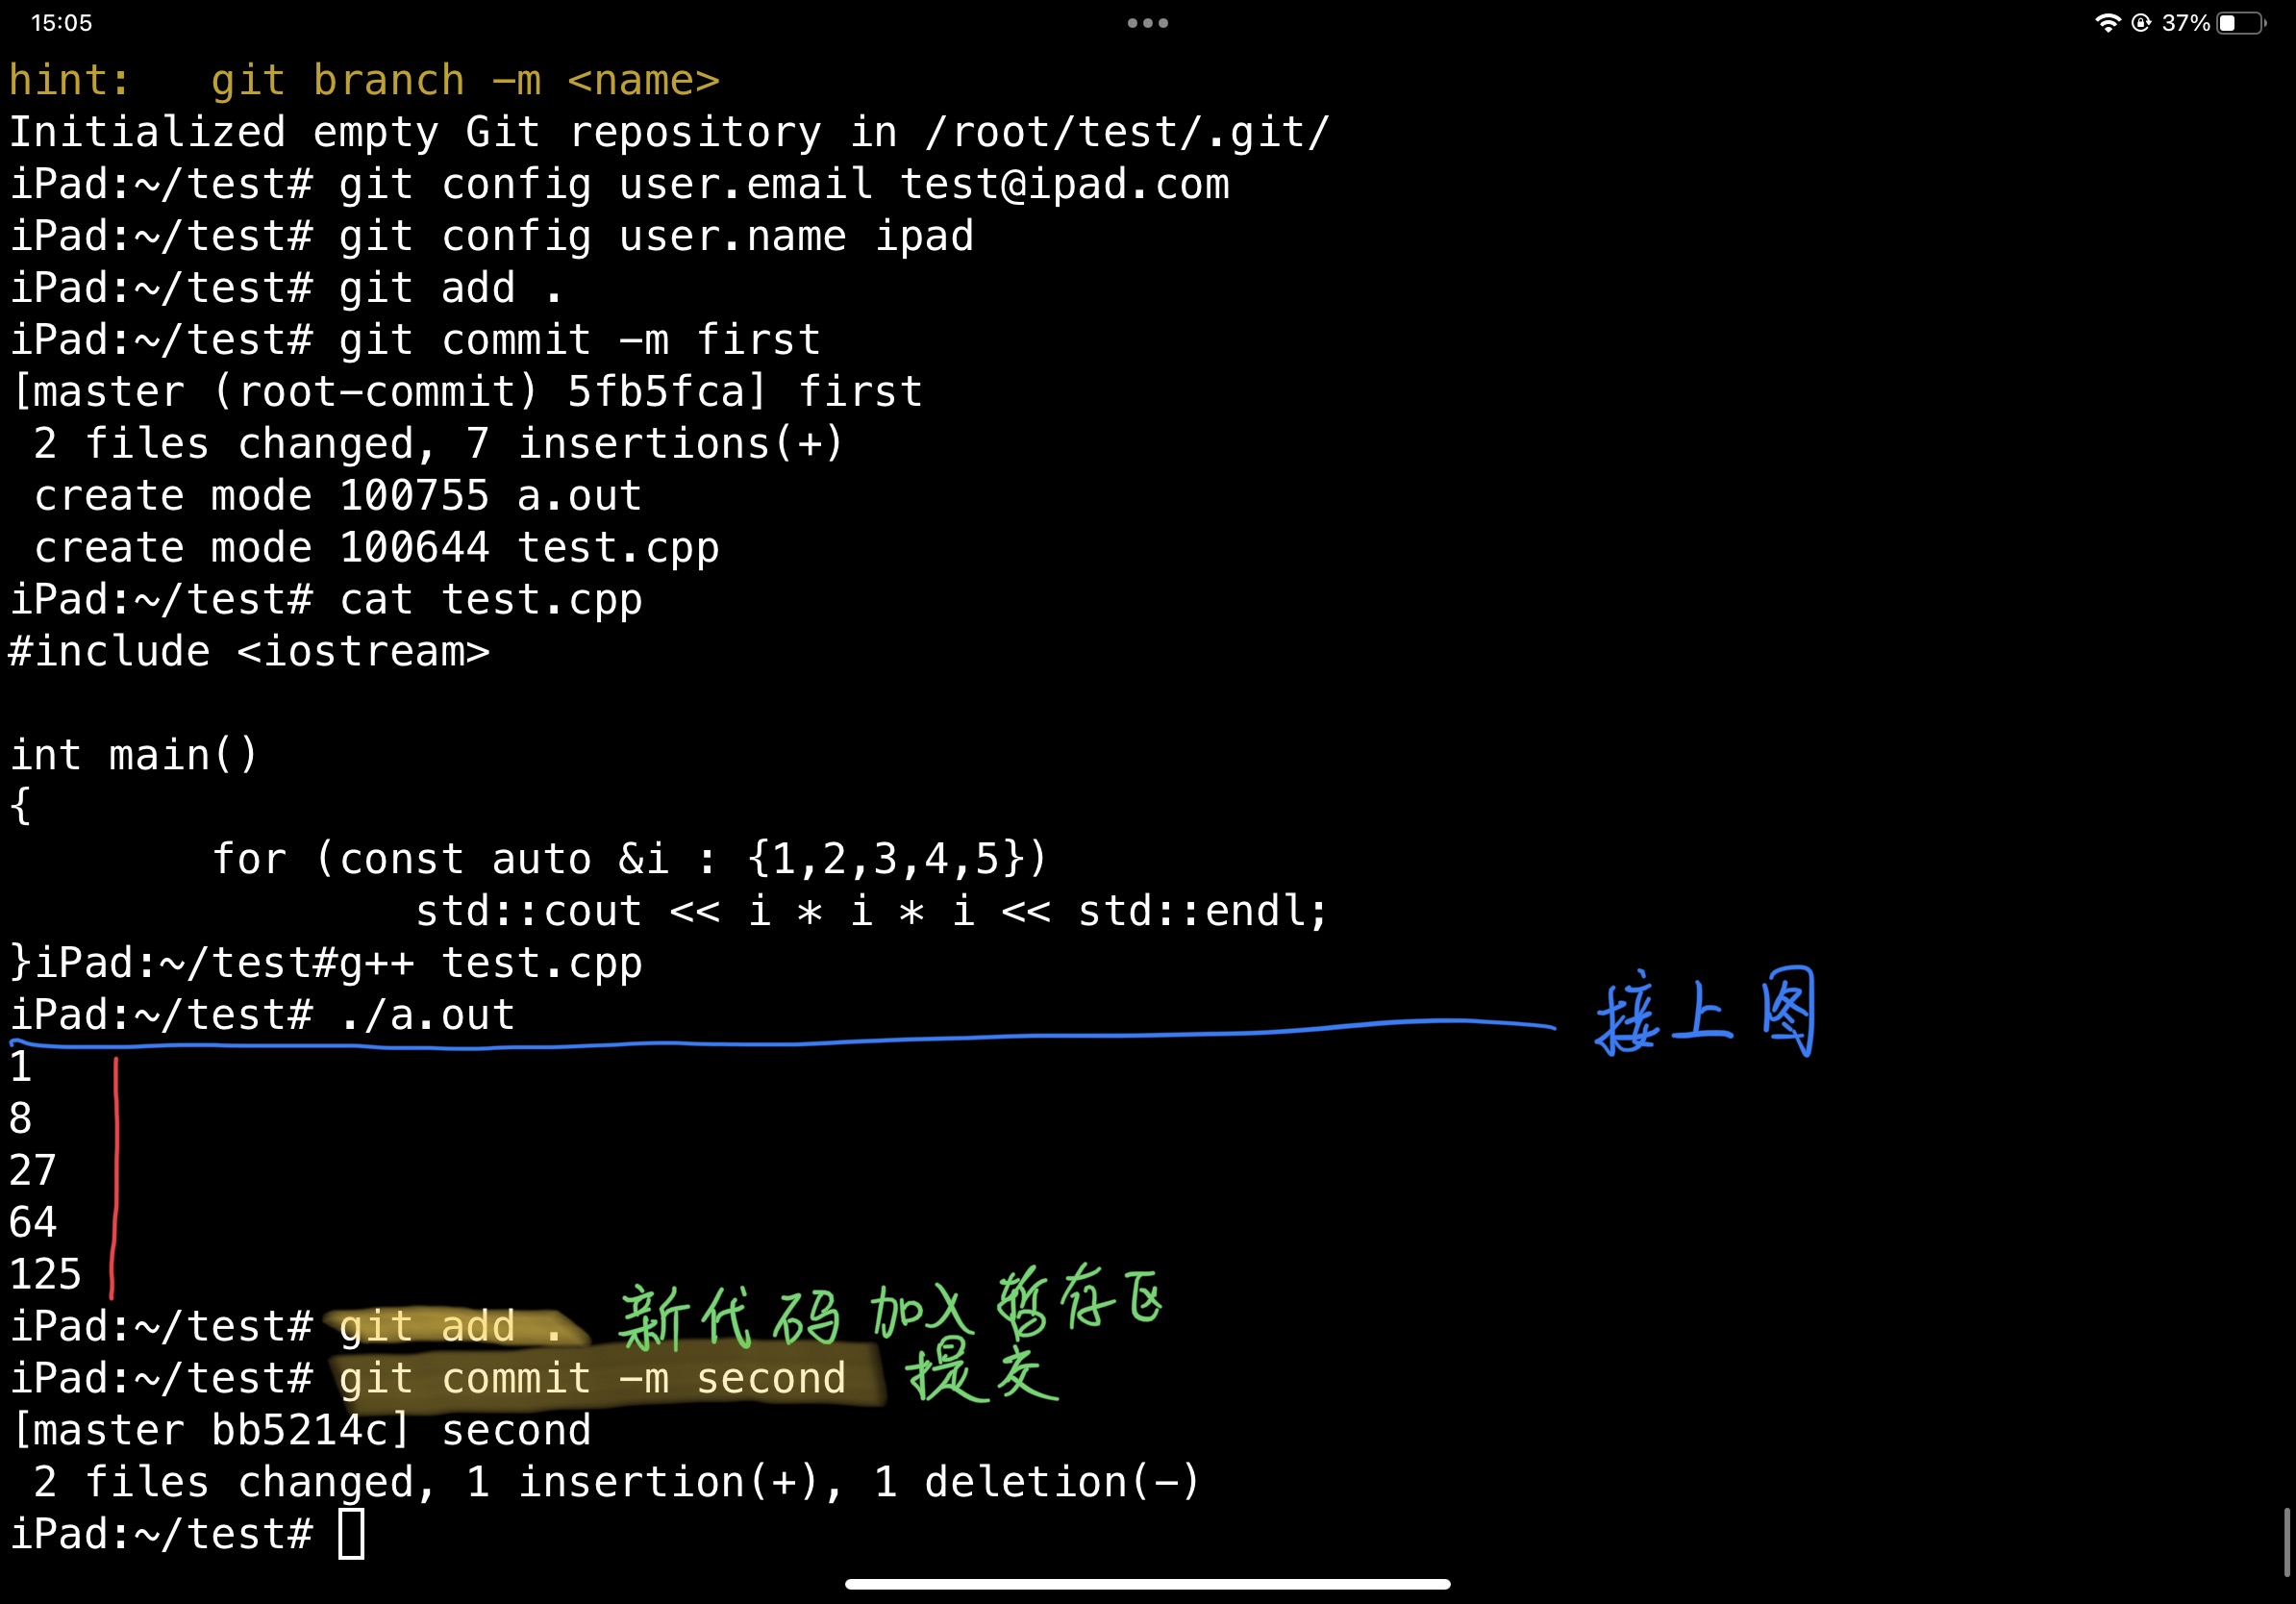 15:05
37%
hint:   git branch -m <name>
Initialized empty Git repository in /root/test/.git/
iPad:~/test# git config user.email test@ipad.com
iPad:~/test# git config user.name ipad
iPad:~/test# git add .
iPad:~/test# git commit -m first
[master (root-commit) 5fb5fca] first
 2 files changed, 7 insertions(+)
 create mode 100755 a.out
 create mode 100644 test.cpp
iPad:~/test# cat test.cpp
#include <iostream>

int main()
{
        for (const auto &i : {1,2,3,4,5})
                std::cout << i * i * i << std::endl;
}iPad:~/test#g++ test.cpp
iPad:~/test# ./a.out
接上图
1
8
27
64
125
iPad:~/test# git add . 新代码加入暂存区
iPad:~/test# git commit -m second 提交
[master bb5214c] second
 2 files changed, 1 insertion(+), 1 deletion(-)
iPad:~/test#